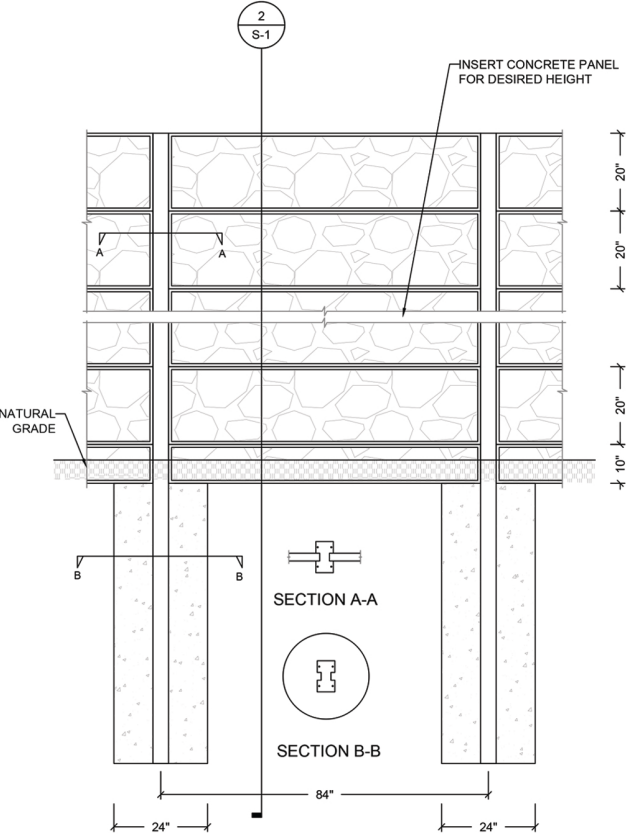 2
S-1
INSERT CONCRETE PANEL
FOR DESIRED HEIGHT
20"
A
A
20"
NATURAL
GRADE
20"
10"
B
B
SECTION A-A
SECTION B-B
84"
24"
24"